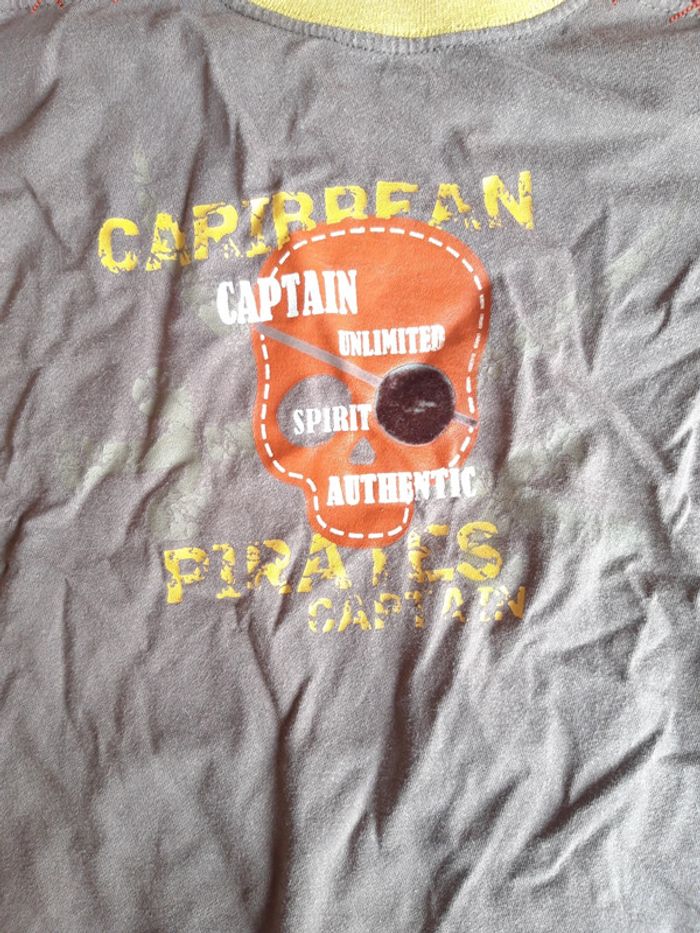 CARIBBEAN
CAPTAIN
UNLIMITED
SPIRIT
AUTHENTIC
PIRATES
CAPTAIN